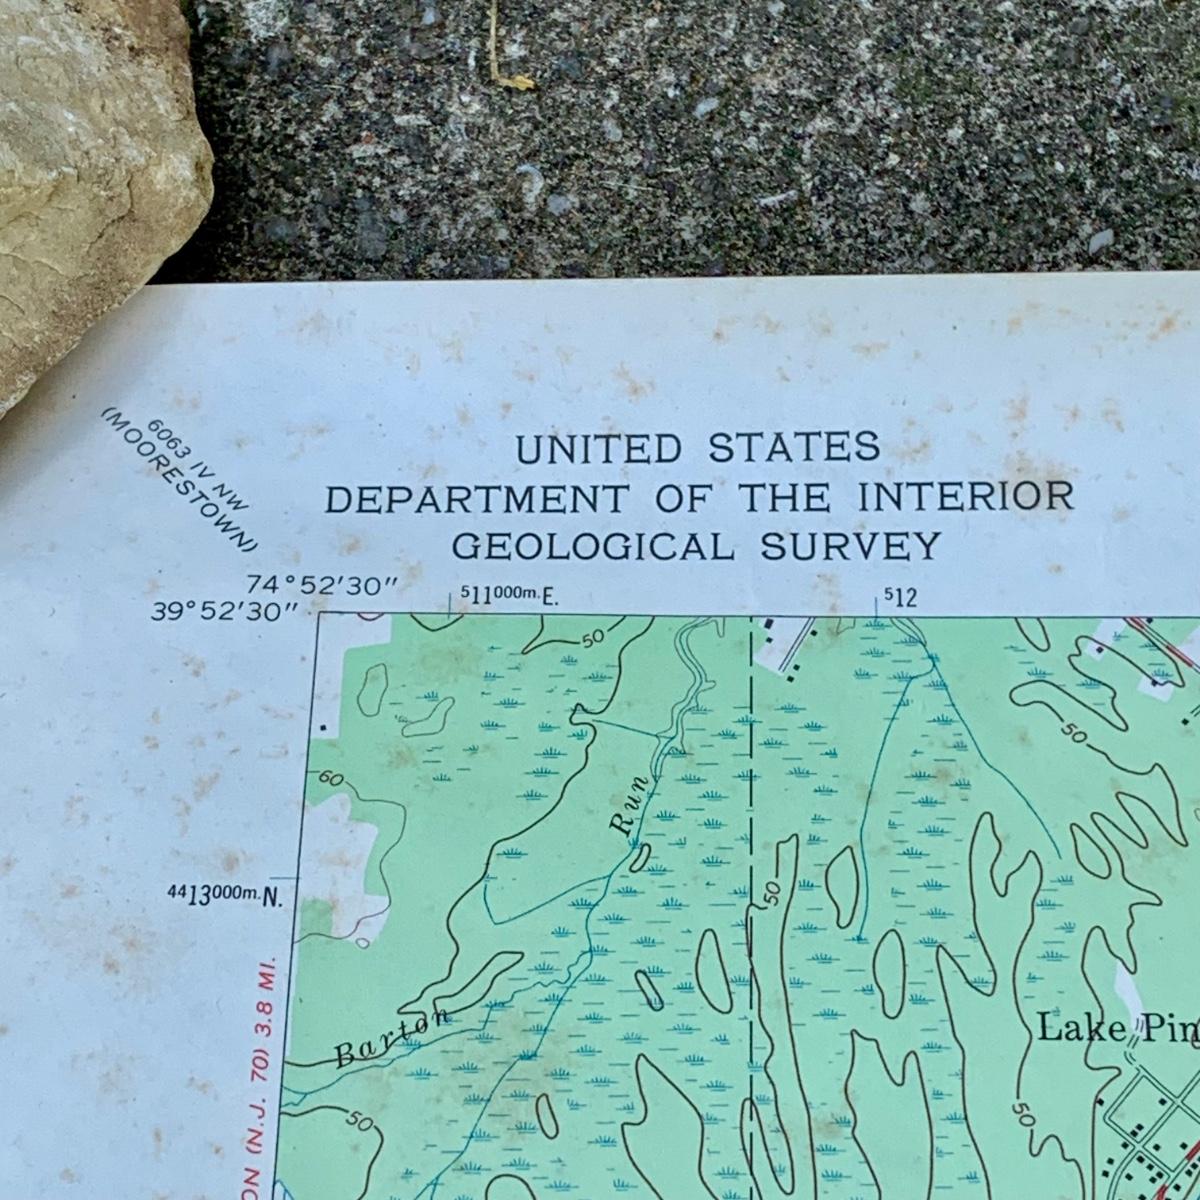 6063 IV NW
(MOORESTOWN)
UNITED STATES
DEPARTMENT OF THE INTERIOR
GEOLOGICAL SURVEY
74°52'30"
39°52'30"
511000m.E.
512
50
50
60
Run
4413000m.N.
50
Barton
Lake Pin
50
50
ON (N.J. 70) 3.8 MI.